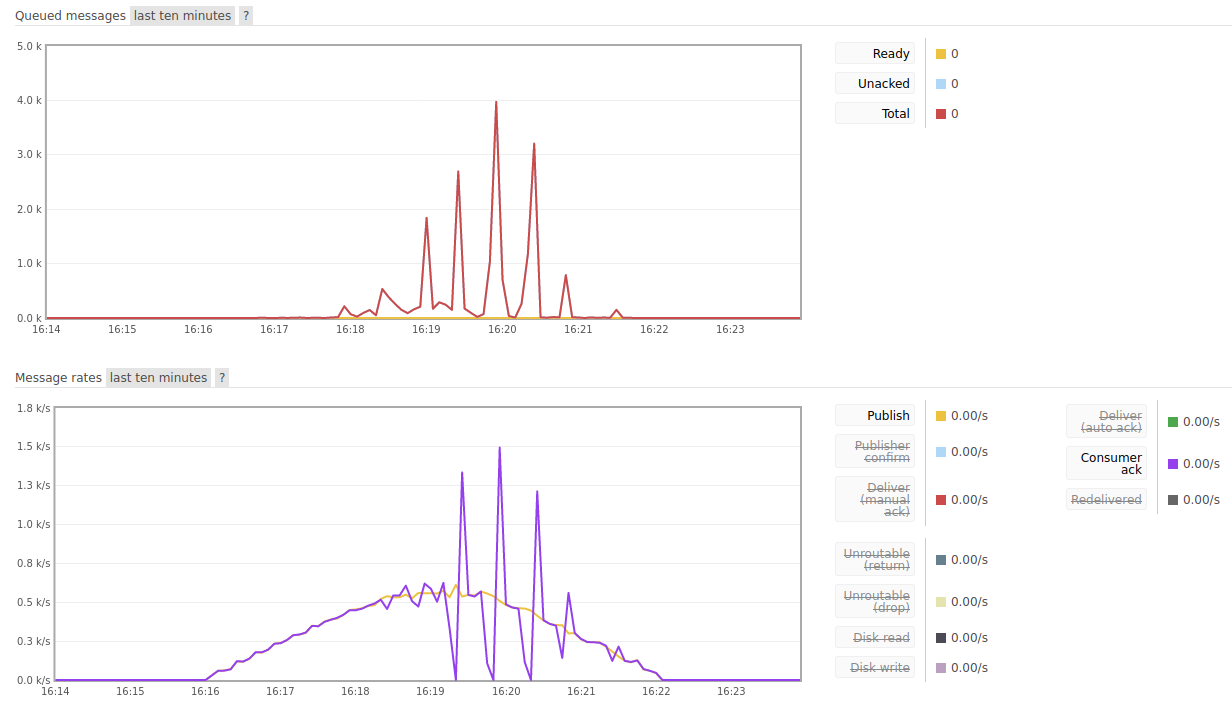 Queued messages last ten minutes ?
5.0 k
4.0 k
3.0 k
2.0 k
1.0 k
0.0 k
16:14 16:15 16:16 16:17 16:18 16:19 16:20 16:21 16:22 16:23
Ready 0
Unacked 0
Total 0
Message rates last ten minutes ?
1.8 k/s
1.5 k/s
1.3 k/s
1.0 k/s
0.8 k/s
0.5 k/s
0.3 k/s
0.0 k/s
16:14 16:15 16:16 16:17 16:18 16:19 16:20 16:21 16:22 16:23
Publish 0.00/s
Publisher
confirm 0.00/s
Deliver
(manual 0.00/s
ack)
Unroutable
(return) 0.00/s
Unroutable
(drop) 0.00/s
Disk read 0.00/s
Disk write 0.00/s
Deliver
(auto ack) 0.00/s
Consumer
ack 0.00/s
Redelivered 0.00/s